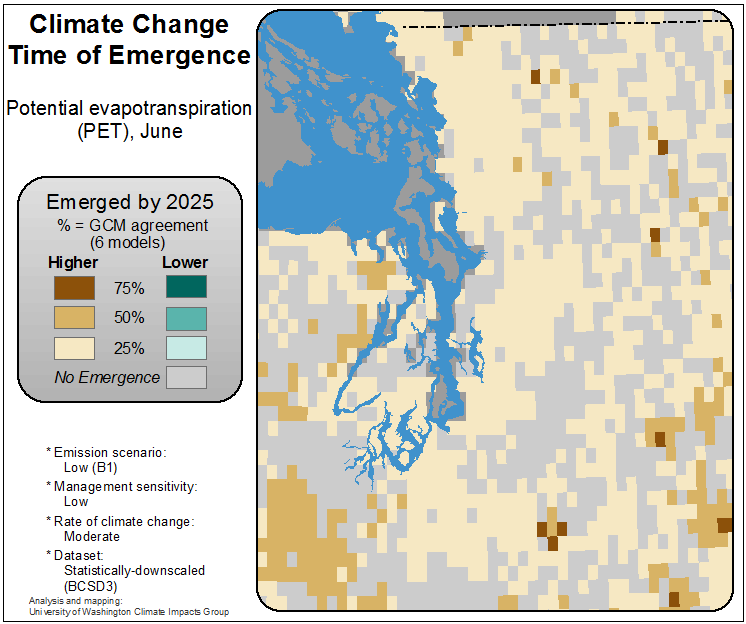 Climate Change
Time of Emergence
Potential evapotranspiration
(PET), June
Emerged by 2025
% = GCM agreement
(6 models)
Higher Lower
75%
50%
25%
No Emergence
* Emission scenario:
Low (B1)
* Management sensitivity:
Low
* Rate of climate change:
Moderate
* Dataset:
Statistically-downscaled
(BCSD3)
Analysis and mapping:
University of Washington Climate Impacts Group